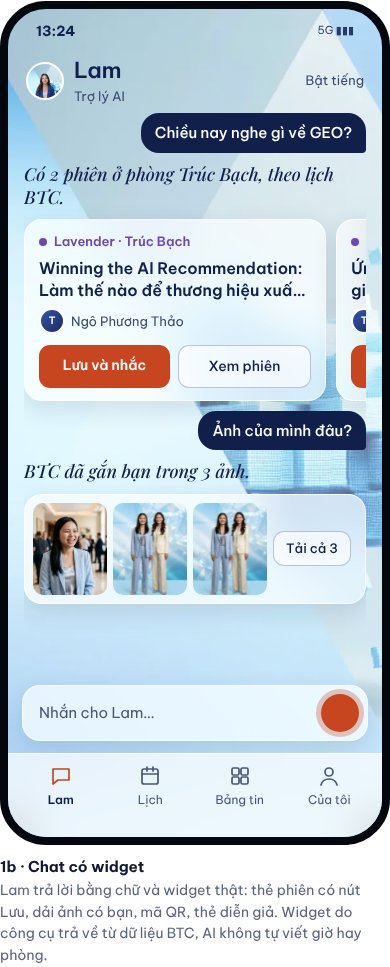 13:24
5G
Lam
Trợ lý AI
Bật tiếng
Chiều nay nghe gì về GEO?
Có 2 phiên ở phòng Trúc Bạch, theo lịch
BTC.
Lavender · Trúc Bạch
Winning the AI Recommendation:
Làm thế nào để thương hiệu xuấ...
T
Ngô Phương Thảo
Lưu và nhắc
Xem phiên
Ảnh của mình đâu?
BTC đã gắn bạn trong 3 ảnh.
Tải cả 3
Nhắn cho Lam...
Lam
Lịch
Bảng tin
Của tôi
1b · Chat có widget
Lam trả lời bằng chữ và widget thật: thẻ phiên có nút
Lưu, dải ảnh có bạn, mã QR, thẻ diễn giả. Widget do
công cụ trả về từ dữ liệu BTC, AI không tự viết giờ hay
phòng.